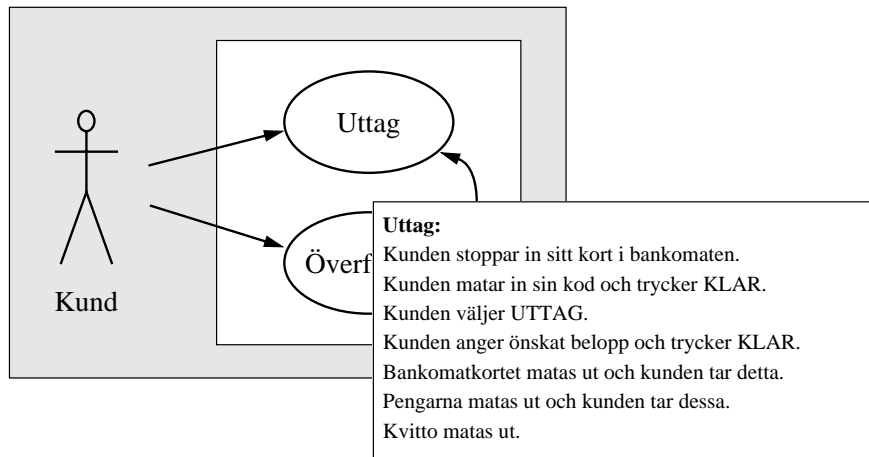 Uttag
Kund
Uttag:
Kunden stoppar in sitt kort i bankomaten.
Kunden matar in sin kod och trycker KLAR.
Kunden väljer UTTAG.
Kunden anger önskat belopp och trycker KLAR.
Bankomatkortet matas ut och kunden tar detta.
Pengarna matas ut och kunden tar dessa.
Kvitto matas ut.